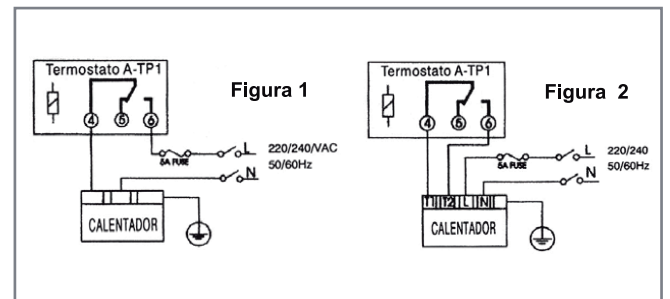 Termostato A-TP1
Figura 1
4 5 6
L
220/240/VAC
5A FUSE
50/60Hz
N
CALENTADOR
Termostato A-TP1
Figura 2
4 5 6
L
220/240
5A FUSE
50/60Hz
N
T1 T2 L N
CALENTADOR